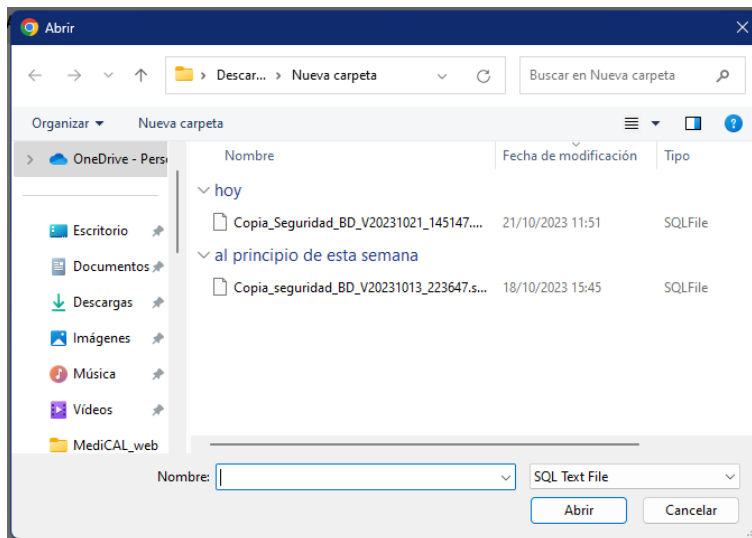 Abrir
Descar... > Nueva carpeta
Buscar en Nueva carpeta
Organizar
Nueva carpeta
OneDrive - Perso
Nombre
Fecha de modificación
Tipo
hoy
Copia_Seguridad_BD_V20231021_145147....
21/10/2023 11:51
SQLFile
al principio de esta semana
Copia_seguridad_BD_V20231013_223647.s...
18/10/2023 15:45
SQLFile
Escritorio
Documentos
Descargas
Imágenes
Música
Vídeos
MediCAL_web
Nombre:
SQL Text File
Abrir
Cancelar